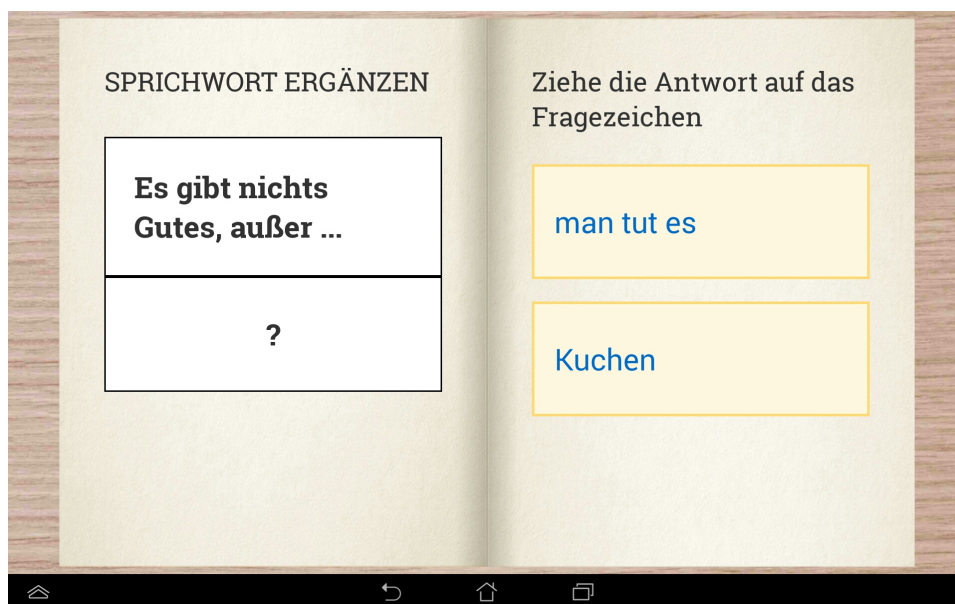 SPRICHWORT ERGÄNZEN
Es gibt nichts
Gutes, außer ...
?
Ziehe die Antwort auf das
Fragezeichen
man tut es
Kuchen